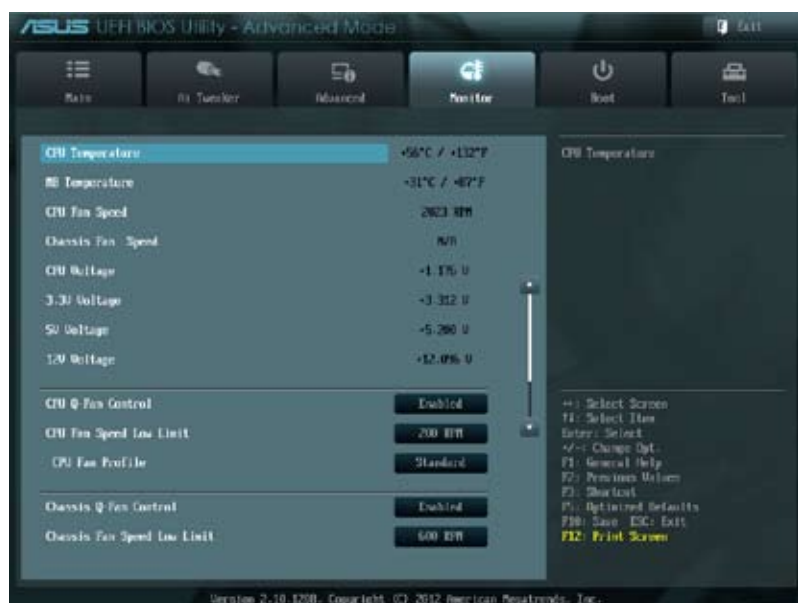 ASUS UEFI BIOS Utility - Advanced Mode
Exit
Main
Ai Tweaker
Advanced
Monitor
Boot
Tool
CPU Temperature +56°C / +132°F
MB Temperature +31°C / +87°F
CPU Fan Speed 2023 RPM
Chassis Fan Speed N/A
CPU Voltage +1.176 V
3.3V Voltage +3.312 V
5V Voltage +5.200 V
12V Voltage +12.096 V
CPU Q-Fan Control Enabled
CPU Fan Speed Low Limit 200 RPM
CPU Fan Profile Standard
Chassis Q-Fan Control Enabled
Chassis Fan Speed Low Limit 600 RPM
CPU Temperature
→←: Select Screen
↑↓: Select Item
Enter: Select
+/-: Change Opt.
F1: General Help
F2: Previous Values
F3: Shortcut
F5: Optimized Defaults
F10: Save ESC: Exit
F12: Print Screen
Version 2.10.1208. Copyright (C) 2012 American Megatrends, Inc.